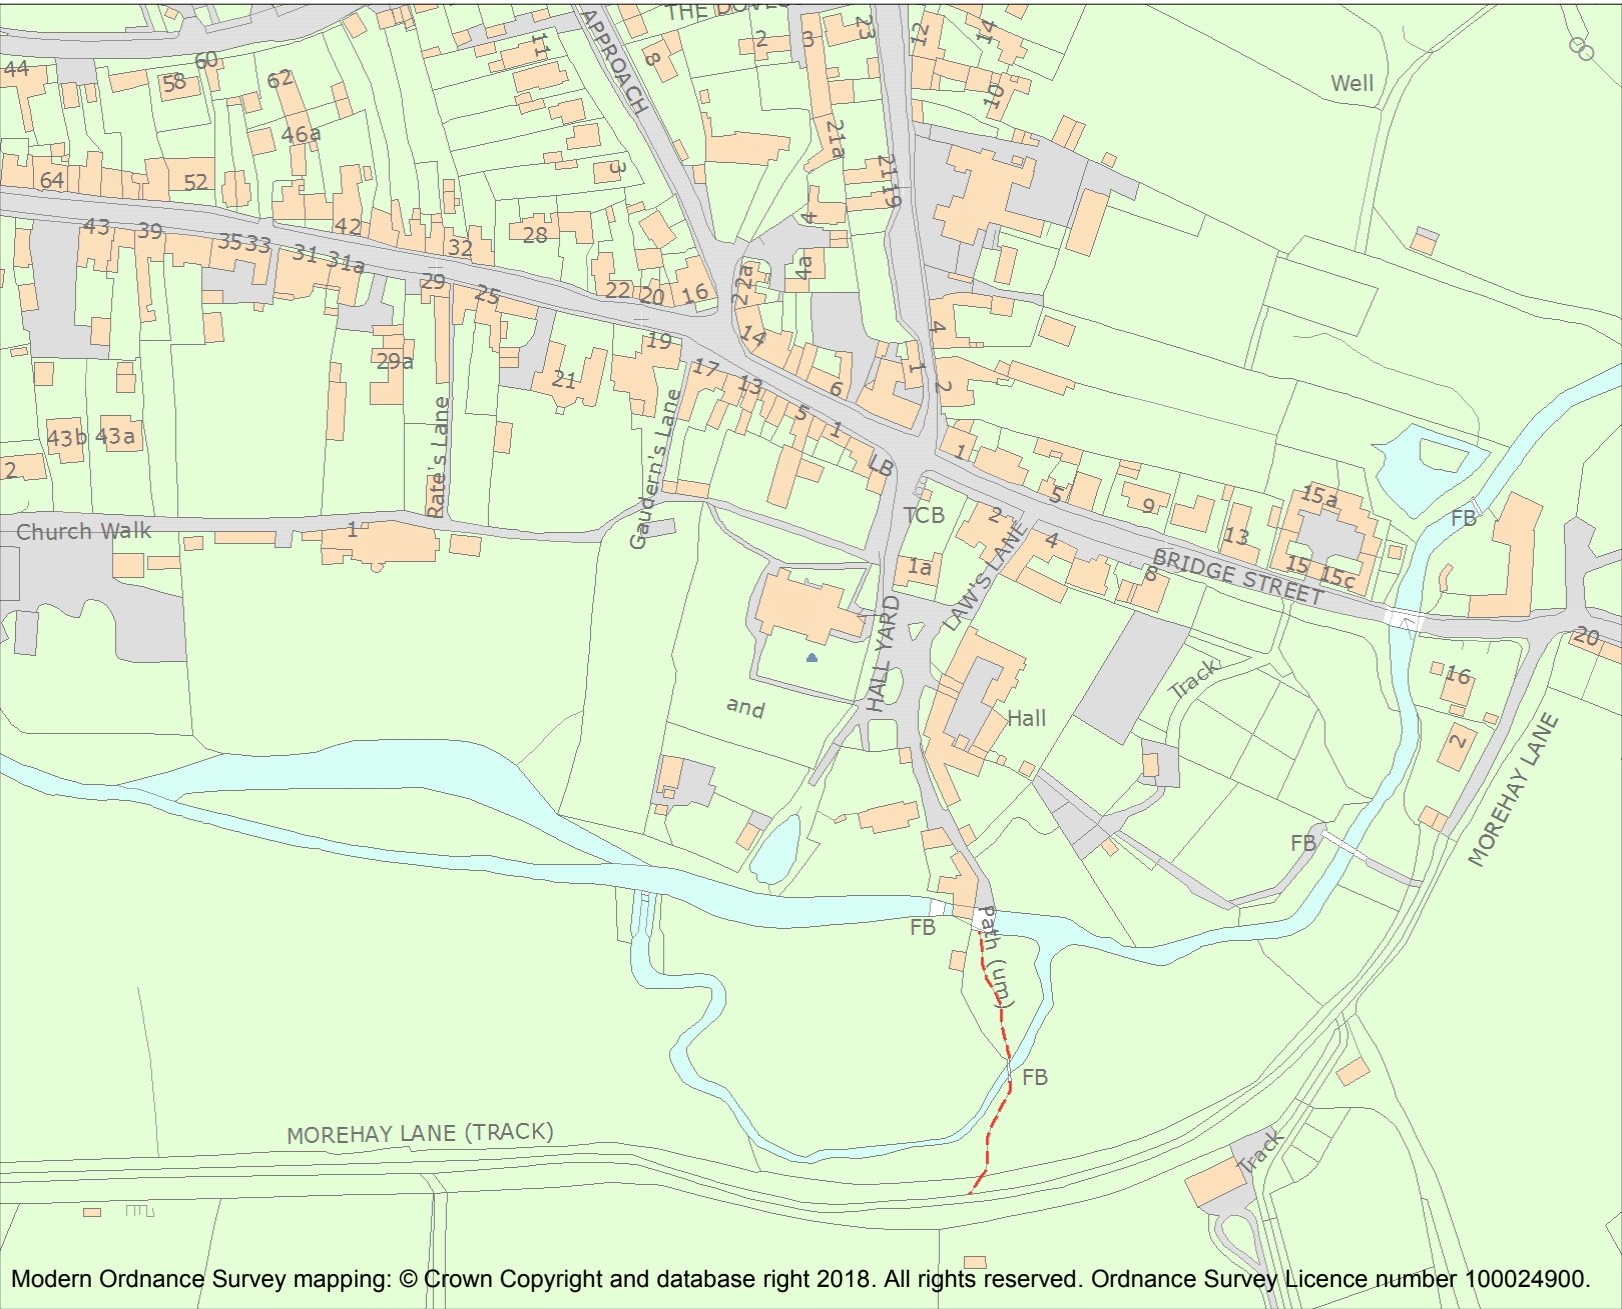 THE DOVES
APPROACH
11
8
2
3
23
12
14
44
60
58
62
Well
10
46a
21a
3
64
52
21
19
4
43
39
35
33
42
31
31a
32
28
29
25
22
20
16
22a
4a
19
14
4
29a
21
17
13
6
1
2
5
1
43b
43a
2
Rate's Lane
Gaudern's Lane
LB
1
5
9
15a
13
FB
TCB
2
4
Church Walk
1
1a
LAW'S LANE
6
BRIDGE STREET
15
15c
20
HALL YARD
Track
16
and
Hall
2
MOREHAY LANE
FB
FB
Path (um)
FB
MOREHAY LANE (TRACK)
Track
Modern Ordnance Survey mapping: © Crown Copyright and database right 2018. All rights reserved. Ordnance Survey Licence number 100024900.